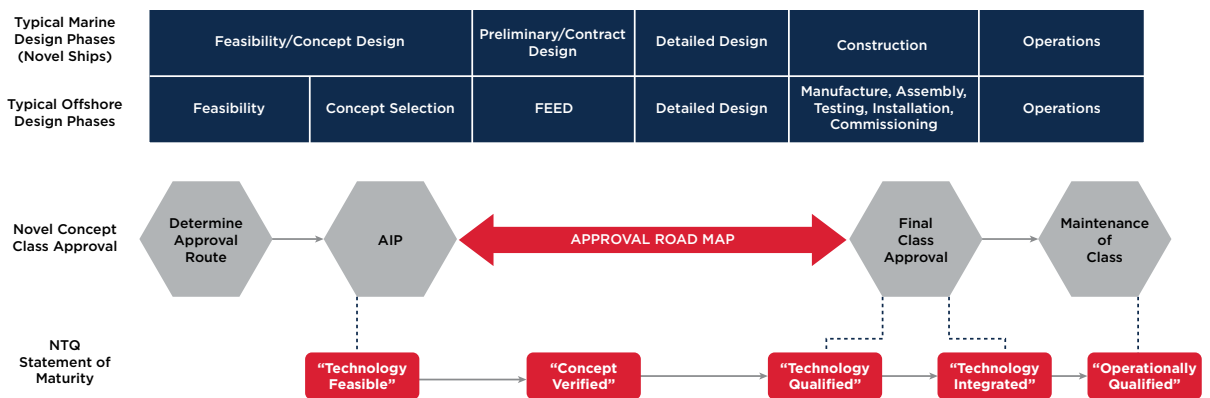 Typical Marine
Design Phases
(Novel Ships)
Feasibility/Concept Design
Preliminary/Contract
Design
Detailed Design
Construction
Operations
Typical Offshore
Design Phases
Feasibility
Concept Selection
FEED
Detailed Design
Manufacture, Assembly,
Testing, Installation,
Commissioning
Operations
Novel Concept
Class Approval
Determine
Approval
Route
AIP
APPROVAL ROAD MAP
Final
Class
Approval
Maintenance
of
Class
NTQ
Statement of
Maturity
“Technology
Feasible”
“Concept
Verified”
“Technology
Qualified”
“Technology
Integrated”
“Operationally
Qualified”